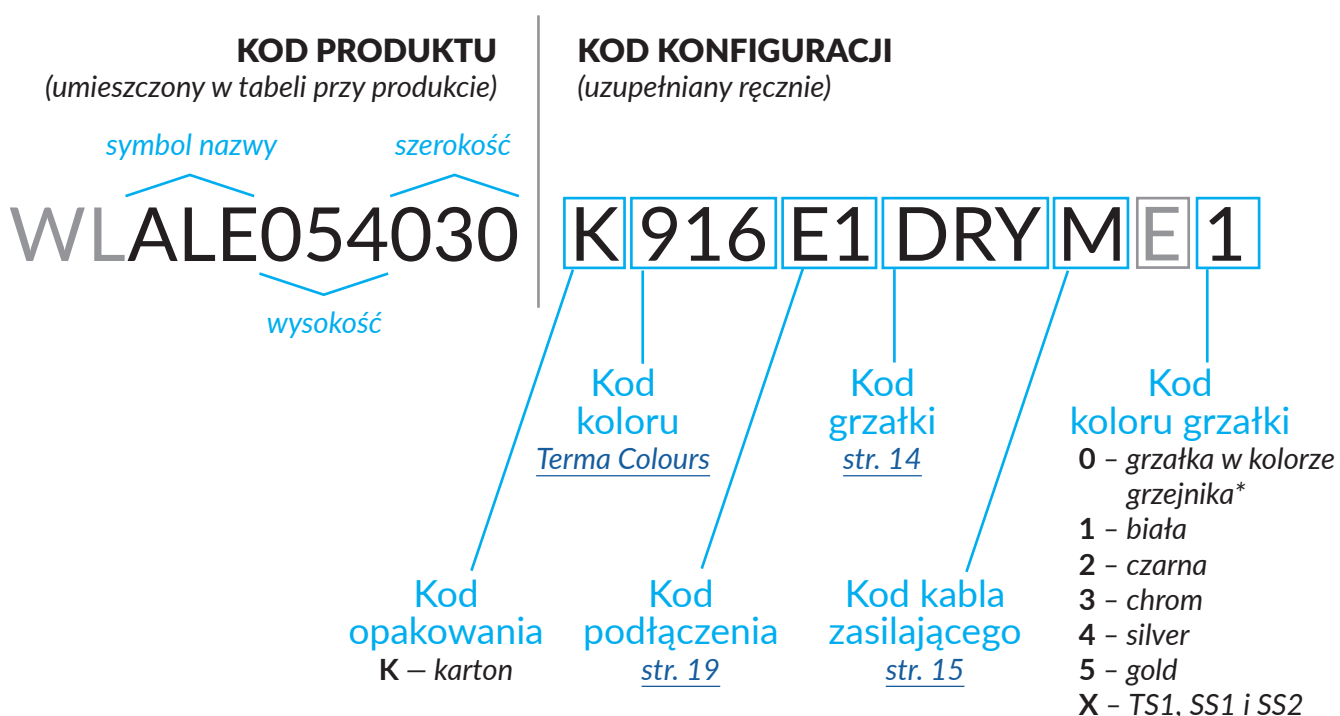 KOD PRODUKTU
(umieszczony w tabeli przy produkcie)
KOD KONFIGURACJI
(uzupełniany ręcznie)
symbol nazwy
szerokość
WLALE054030 K 916 E1 DRY M E 1
wysokość
Kod
koloru
Terma Colours
Kod
grzałki
str. 14
Kod
koloru grzałki
0 – grzałka w kolorze
grzejnika*
1 – biała
2 – czarna
3 – chrom
4 – silver
5 – gold
X – TS1, SS1 i SS2
Kod
opakowania
K — karton
Kod
podłączenia
str. 19
Kod kabla
zasilającego
str. 15